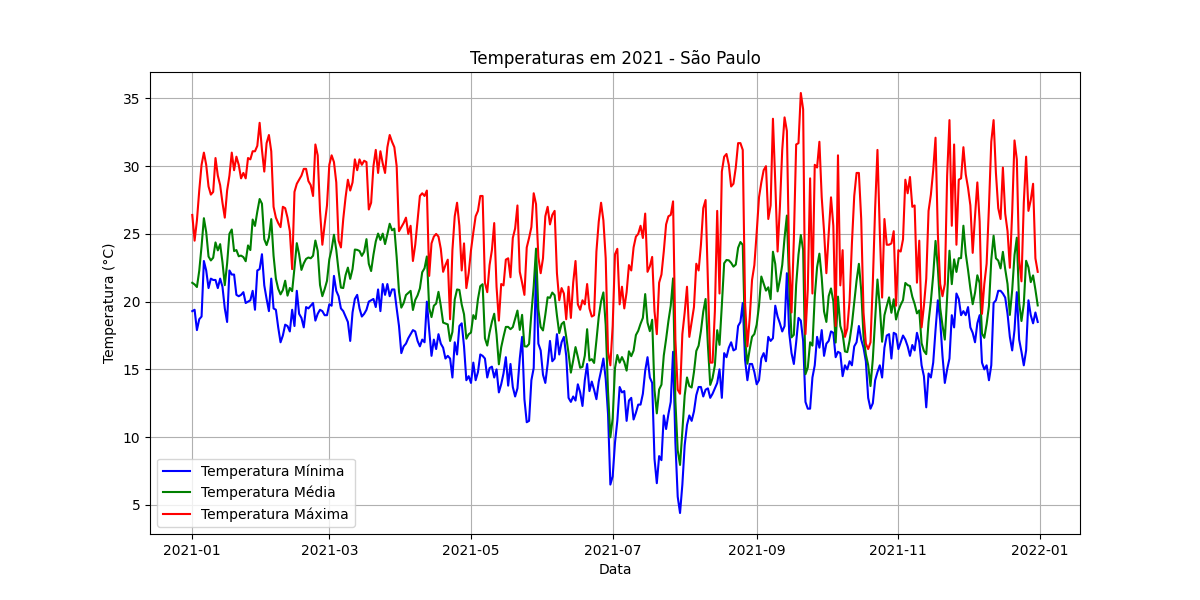 Temperaturas em 2021 - São Paulo
Temperatura (°C)
35
30
25
20
15
10
5
Temperatura Mínima
Temperatura Média
Temperatura Máxima
2021-01
2021-03
2021-05
2021-07
2021-09
2021-11
2022-01
Data